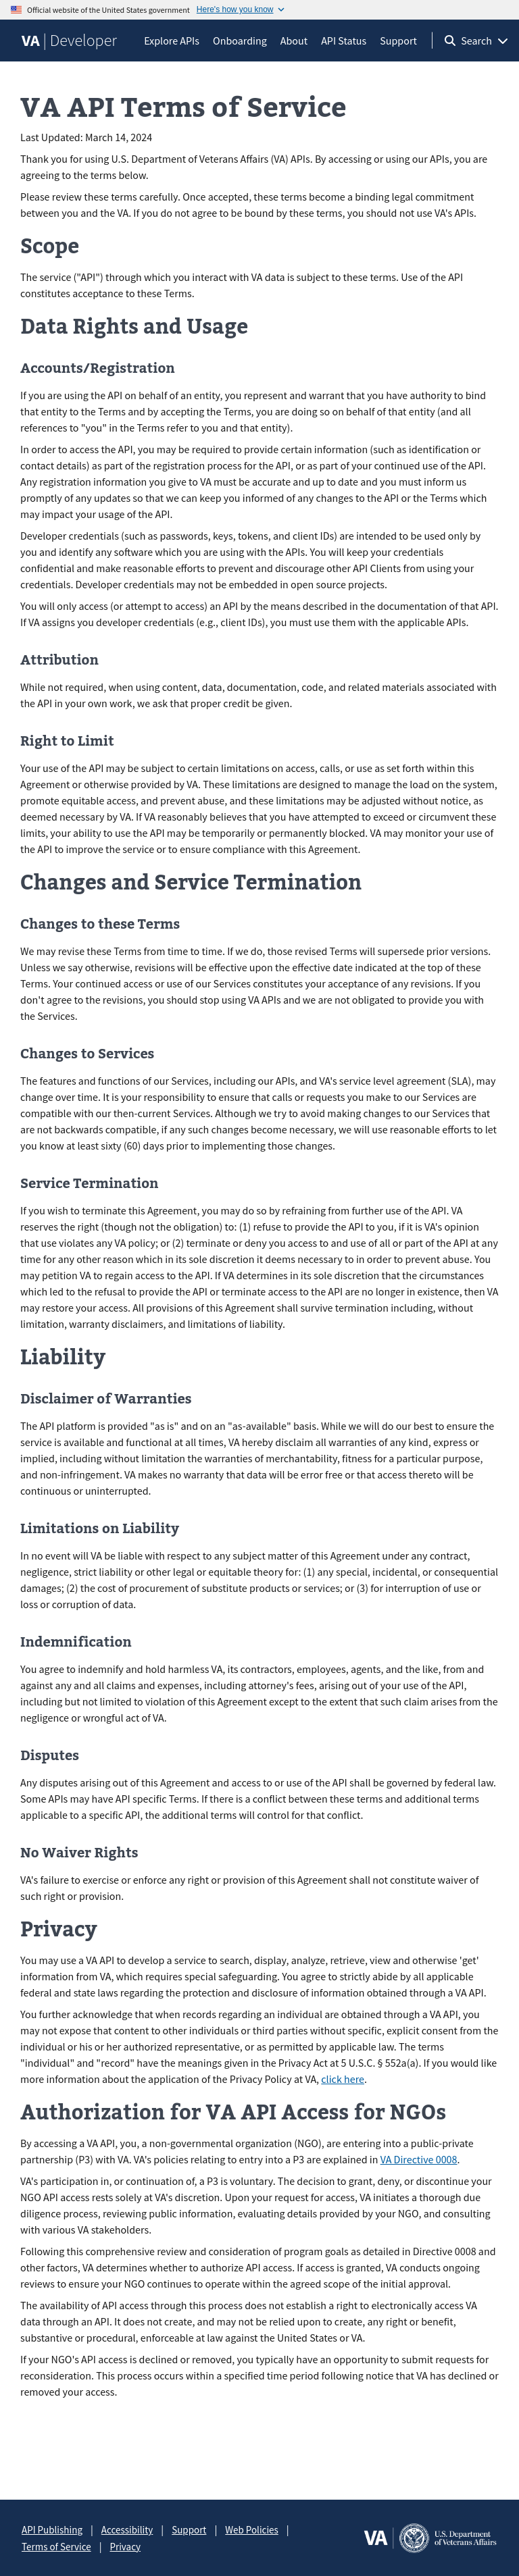 Official website of the United States government Here's how you know
VA | Developer
Explore APIs Onboarding About API Status Support Search
VA API Terms of Service
Last Updated: March 14, 2024
Thank you for using U.S. Department of Veterans Affairs (VA) APIs. By accessing or using our APIs, you are
agreeing to the terms below.
Please review these terms carefully. Once accepted, these terms become a binding legal commitment
between you and the VA. If you do not agree to be bound by these terms, you should not use VA's APIs.
Scope
The service ("API") through which you interact with VA data is subject to these terms. Use of the API
constitutes acceptance to these Terms.
Data Rights and Usage
Accounts/Registration
If you are using the API on behalf of an entity, you represent and warrant that you have authority to bind
that entity to the Terms and by accepting the Terms, you are doing so on behalf of that entity (and all
references to "you" in the Terms refer to you and that entity).
In order to access the API, you may be required to provide certain information (such as identification or
contact details) as part of the registration process for the API, or as part of your continued use of the API.
Any registration information you give to VA must be accurate and up to date and you must inform us
promptly of any updates so that we can keep you informed of any changes to the API or the Terms which
may impact your usage of the API.
Developer credentials (such as passwords, keys, tokens, and client IDs) are intended to be used only by
you and identify any software which you are using with the APIs. You will keep your credentials
confidential and make reasonable efforts to prevent and discourage other API Clients from using your
credentials. Developer credentials may not be embedded in open source projects.
You will only access (or attempt to access) an API by the means described in the documentation of that API.
If VA assigns you developer credentials (e.g., client IDs), you must use them with the applicable APIs.
Attribution
While not required, when using content, data, documentation, code, and related materials associated with
the API in your own work, we ask that proper credit be given.
Right to Limit
Your use of the API may be subject to certain limitations on access, calls, or use as set forth within this
Agreement or otherwise provided by VA. These limitations are designed to manage the load on the system,
promote equitable access, and prevent abuse, and these limitations may be adjusted without notice, as
deemed necessary by VA. If VA reasonably believes that you have attempted to exceed or circumvent these
limits, your ability to use the API may be temporarily or permanently blocked. VA may monitor your use of
the API to improve the service or to ensure compliance with this Agreement.
Changes and Service Termination
Changes to these Terms
We may revise these Terms from time to time. If we do, those revised Terms will supersede prior versions.
Unless we say otherwise, revisions will be effective upon the effective date indicated at the top of these
Terms. Your continued access or use of our Services constitutes your acceptance of any revisions. If you
don't agree to the revisions, you should stop using VA APIs and we are not obligated to provide you with
the Services.
Changes to Services
The features and functions of our Services, including our APIs, and VA's service level agreement (SLA), may
change over time. It is your responsibility to ensure that calls or requests you make to our Services are
compatible with our then-current Services. Although we try to avoid making changes to our Services that
are not backwards compatible, if any such changes become necessary, we will use reasonable efforts to let
you know at least sixty (60) days prior to implementing those changes.
Service Termination
If you wish to terminate this Agreement, you may do so by refraining from further use of the API. VA
reserves the right (though not the obligation) to: (1) refuse to provide the API to you, if it is VA's opinion
that use violates any VA policy; or (2) terminate or deny you access to and use of all or part of the API at any
time for any other reason which in its sole discretion it deems necessary to in order to prevent abuse. You
may petition VA to regain access to the API. If VA determines in its sole discretion that the circumstances
which led to the refusal to provide the API or terminate access to the API are no longer in existence, then VA
may restore your access. All provisions of this Agreement shall survive termination including, without
limitation, warranty disclaimers, and limitations of liability.
Liability
Disclaimer of Warranties
The API platform is provided "as is" and on an "as-available" basis. While we will do our best to ensure the
service is available and functional at all times, VA hereby disclaim all warranties of any kind, express or
implied, including without limitation the warranties of merchantability, fitness for a particular purpose,
and non-infringement. VA makes no warranty that data will be error free or that access thereto will be
continuous or uninterrupted.
Limitations on Liability
In no event will VA be liable with respect to any subject matter of this Agreement under any contract,
negligence, strict liability or other legal or equitable theory for: (1) any special, incidental, or consequential
damages; (2) the cost of procurement of substitute products or services; or (3) for interruption of use or
loss or corruption of data.
Indemnification
You agree to indemnify and hold harmless VA, its contractors, employees, agents, and the like, from and
against any and all claims and expenses, including attorney's fees, arising out of your use of the API,
including but not limited to violation of this Agreement except to the extent that such claim arises from the
negligence or wrongful act of VA.
Disputes
Any disputes arising out of this Agreement and access to or use of the API shall be governed by federal law.
Some APIs may have API specific Terms. If there is a conflict between these terms and additional terms
applicable to a specific API, the additional terms will control for that conflict.
No Waiver Rights
VA's failure to exercise or enforce any right or provision of this Agreement shall not constitute waiver of
such right or provision.
Privacy
You may use a VA API to develop a service to search, display, analyze, retrieve, view and otherwise 'get'
information from VA, which requires special safeguarding. You agree to strictly abide by all applicable
federal and state laws regarding the protection and disclosure of information obtained through a VA API.
You further acknowledge that when records regarding an individual are obtained through a VA API, you
may not expose that content to other individuals or third parties without specific, explicit consent from the
individual or his or her authorized representative, or as permitted by applicable law. The terms
"individual" and "record" have the meanings given in the Privacy Act at 5 U.S.C. § 552a(a). If you would like
more information about the application of the Privacy Policy at VA, click here.
Authorization for VA API Access for NGOs
By accessing a VA API, you, a non-governmental organization (NGO), are entering into a public-private
partnership (P3) with VA. VA's policies relating to entry into a P3 are explained in VA Directive 0008.
VA's participation in, or continuation of, a P3 is voluntary. The decision to grant, deny, or discontinue your
NGO API access rests solely at VA's discretion. Upon your request for access, VA initiates a thorough due
diligence process, reviewing public information, evaluating details provided by your NGO, and consulting
with various VA stakeholders.
Following this comprehensive review and consideration of program goals as detailed in Directive 0008 and
other factors, VA determines whether to authorize API access. If access is granted, VA conducts ongoing
reviews to ensure your NGO continues to operate within the agreed scope of the initial approval.
The availability of API access through this process does not establish a right to electronically access VA
data through an API. It does not create, and may not be relied upon to create, any right or benefit,
substantive or procedural, enforceable at law against the United States or VA.
If your NGO's API access is declined or removed, you typically have an opportunity to submit requests for
reconsideration. This process occurs within a specified time period following notice that VA has declined or
removed your access.
API Publishing | Accessibility | Support | Web Policies |
Terms of Service | Privacy
VA | U.S. Department
of Veterans Affairs